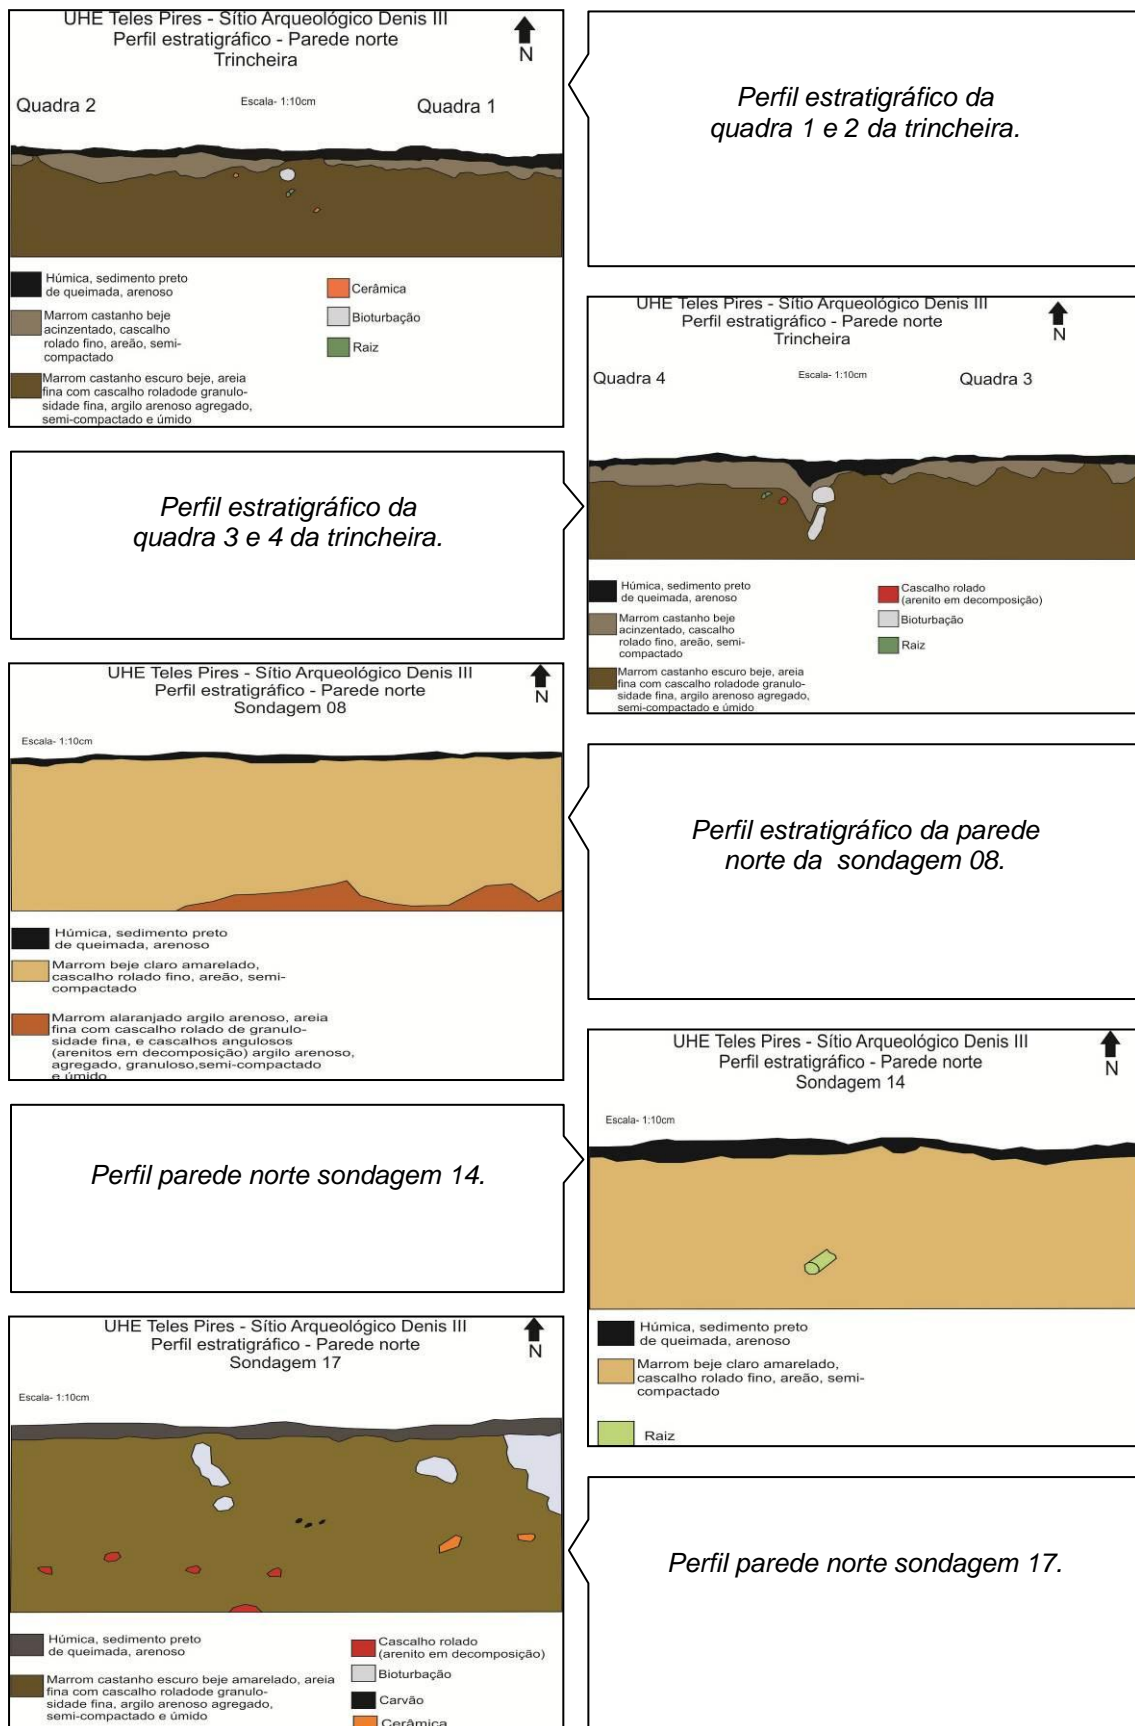 UHE Teles Pires - Sítio Arqueológico Denis III
Perfil estratigráfico - Parede norte
Trincheira
N
Quadra 2
Escala- 1:10cm
Quadra 1
Húmica, sedimento preto
de queimada, arenoso
Marrom castanho beje
acinzentado, cascalho
rolado fino, areão, semi-
compactado
Marrom castanho escuro beje, areia
fina com cascalho roladode granulo-
sidade fina, argilo arenoso agregado,
semi-compactado e úmido
Cerâmica
Bioturbação
Raiz
Perfil estratigráfico da
quadra 1 e 2 da trincheira.
UHE Teles Pires - Sítio Arqueológico Denis III
Perfil estratigráfico - Parede norte
Trincheira
N
Quadra 4
Escala- 1:10cm
Quadra 3
Húmica, sedimento preto
de queimada, arenoso
Marrom castanho beje
acinzentado, cascalho
rolado fino, areão, semi-
compactado
Marrom castanho escuro beje, areia
fina com cascalho roladode granulo-
sidade fina, argilo arenoso agregado,
semi-compactado e úmido
Cascalho rolado
(arenito em decomposição)
Bioturbação
Raiz
Perfil estratigráfico da
quadra 3 e 4 da trincheira.
UHE Teles Pires - Sítio Arqueológico Denis III
Perfil estratigráfico - Parede norte
Sondagem 08
N
Escala- 1:10cm
Húmica, sedimento preto
de queimada, arenoso
Marrom beje claro amarelado,
cascalho rolado fino, areão, semi-
compactado
Marrom alaranjado argilo arenoso, areia
fina com cascalho rolado de granulo-
sidade fina, e cascalhos angulosos
(arenitos em decomposição) argilo arenoso,
agregado, granuloso,semi-compactado
e úmido
Perfil estratigráfico da parede
norte da sondagem 08.
UHE Teles Pires - Sítio Arqueológico Denis III
Perfil estratigráfico - Parede norte
Sondagem 14
N
Escala- 1:10cm
Húmica, sedimento preto
de queimada, arenoso
Marrom beje claro amarelado,
cascalho rolado fino, areão, semi-
compactado
Raiz
Perfil parede norte sondagem 14.
UHE Teles Pires - Sítio Arqueológico Denis III
Perfil estratigráfico - Parede norte
Sondagem 17
N
Escala- 1:10cm
Húmica, sedimento preto
de queimada, arenoso
Marrom castanho escuro beje amarelado, areia
fina com cascalho roladode granulo-
sidade fina, argilo arenoso agregado,
semi-compactado e úmido
Cascalho rolado
(arenito em decomposição)
Bioturbação
Carvão
Cerâmica
Perfil parede norte sondagem 17.